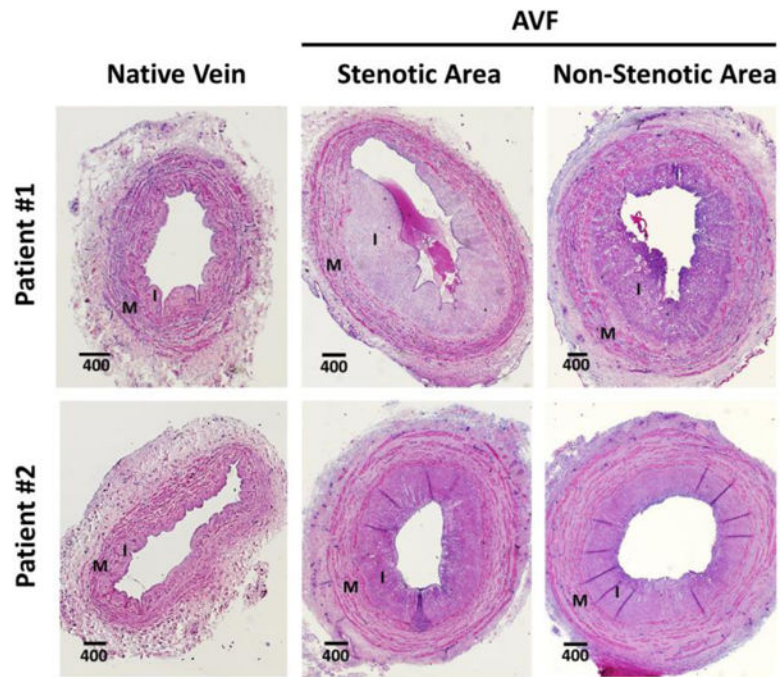 AVF
Native Vein
Stenotic Area
Non-Stenotic Area
Patient #1
M
I
400
M
I
400
M
I
400
Patient #2
M
I
400
M
I
400
M
I
400